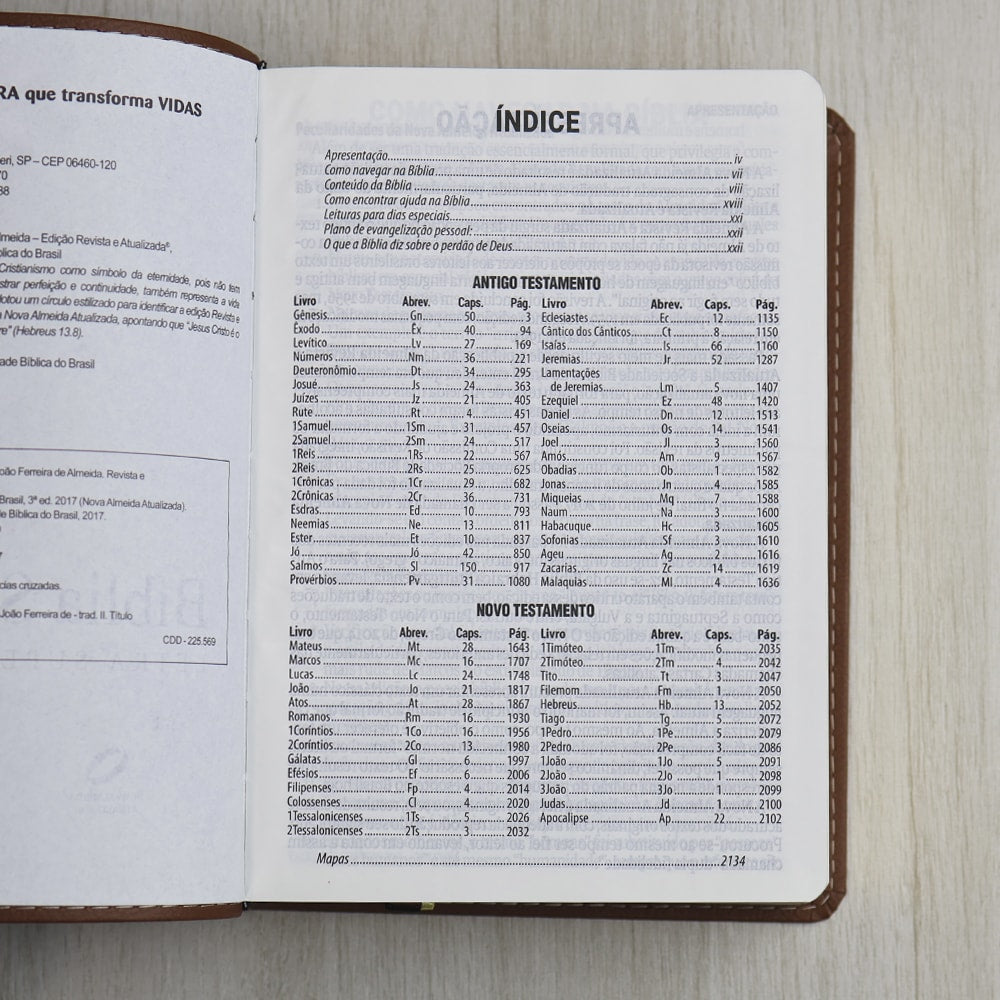 RA que transforma VIDAS
eri, SP – CEP 06460-120
70
38
lmeida – Edição Revista e Atualizada®,
blica do Brasil
Cristianismo como símbolo da eternidade, pois não tem
strar perfeição e continuidade, também representa a vida
dotou um círculo estilizado para identificar a edição Revista e
a Nova Almeida Atualizada, apontando que "Jesus Cristo é o
re" (Hebreus 13.8).
ade Bíblica do Brasil
oão Ferreira de Almeida. Revista e
Brasil, 3ª ed. 2017 (Nova Almeida Atualizada).
de Bíblica do Brasil, 2017.
cias cruzadas.
João Ferreira de - trad. II. Título
CDD - 225.569
ÍNDICE
Apresentação iv
Como navegar na Bíblia vii
Conteúdo da Bíblia viii
Como encontrar ajuda na Bíblia xviii
Leituras para dias especiais xxi
Plano de evangelização pessoal: xxii
O que a Bíblia diz sobre o perdão de Deus xxii
ANTIGO TESTAMENTO
Livro Abrev. Caps. Pág.
Gênesis Gn 50 3
Êxodo Êx 40 94
Levítico Lv 27 169
Números Nm 36 221
Deuteronômio Dt 34 295
Josué Js 24 363
Juízes Jz 21 405
Rute Rt 4 451
1Samuel 1Sm 31 457
2Samuel 2Sm 24 517
1Reis 1Rs 22 567
2Reis 2Rs 25 625
1Crônicas 1Cr 29 682
2Crônicas 2Cr 36 731
Esdras Ed 10 793
Neemias Ne 13 811
Ester Et 10 837
Jó Jó 42 850
Salmos Sl 150 917
Provérbios Pv 31 1080
Livro Abrev. Caps. Pág.
Eclesiastes Ec 12 1135
Cântico dos Cânticos Ct 8 1150
Isaías Is 66 1160
Jeremias Jr 52 1287
Lamentações
de Jeremias Lm 5 1407
Ezequiel Ez 48 1420
Daniel Dn 12 1513
Oseias Os 14 1541
Joel Jl 3 1560
Amós Am 9 1567
Obadias Ob 1 1582
Jonas Jn 4 1585
Miqueias Mq 7 1588
Naum Na 3 1600
Habacuque Hc 3 1605
Sofonias Sf 3 1610
Ageu Ag 2 1616
Zacarias Zc 14 1619
Malaquias Ml 4 1636
NOVO TESTAMENTO
Livro Abrev. Caps. Pág.
Mateus Mt 28 1643
Marcos Mc 16 1707
Lucas Lc 24 1748
João Jo 21 1817
Atos At 28 1867
Romanos Rm 16 1930
1Coríntios 1Co 16 1956
2Coríntios 2Co 13 1980
Gálatas Gl 6 1997
Efésios Ef 6 2006
Filipenses Fp 4 2014
Colossenses Cl 4 2020
1Tessalonicenses 1Ts 5 2026
2Tessalonicenses 2Ts 3 2032
Livro Abrev. Caps. Pág.
1Timóteo 1Tm 6 2035
2Timóteo 2Tm 4 2042
Tito Tt 3 2047
Filemom Fm 1 2050
Hebreus Hb 13 2052
Tiago Tg 5 2072
1Pedro 1Pe 5 2079
2Pedro 2Pe 3 2086
1João 1Jo 5 2091
2João 2Jo 1 2098
3João 3Jo 1 2099
Judas Jd 1 2100
Apocalipse Ap 22 2102
Mapas 2134